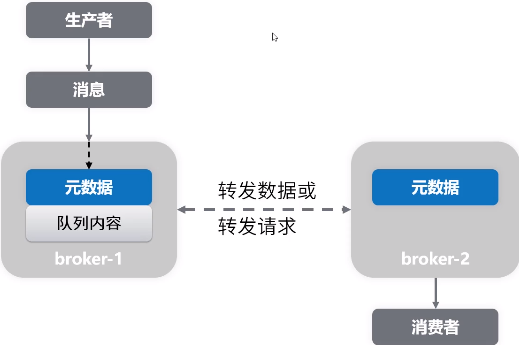 生产者
消息
元数据
队列内容
broker-1
转发数据或
转发请求
元数据
broker-2
消费者